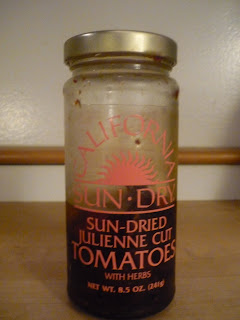 CALIFORNIA
SUN·DRY
SUN-DRIED
JULIENNE CUT
TOMATOES
WITH HERBS
NET WT. 8.5 OZ. (241g)